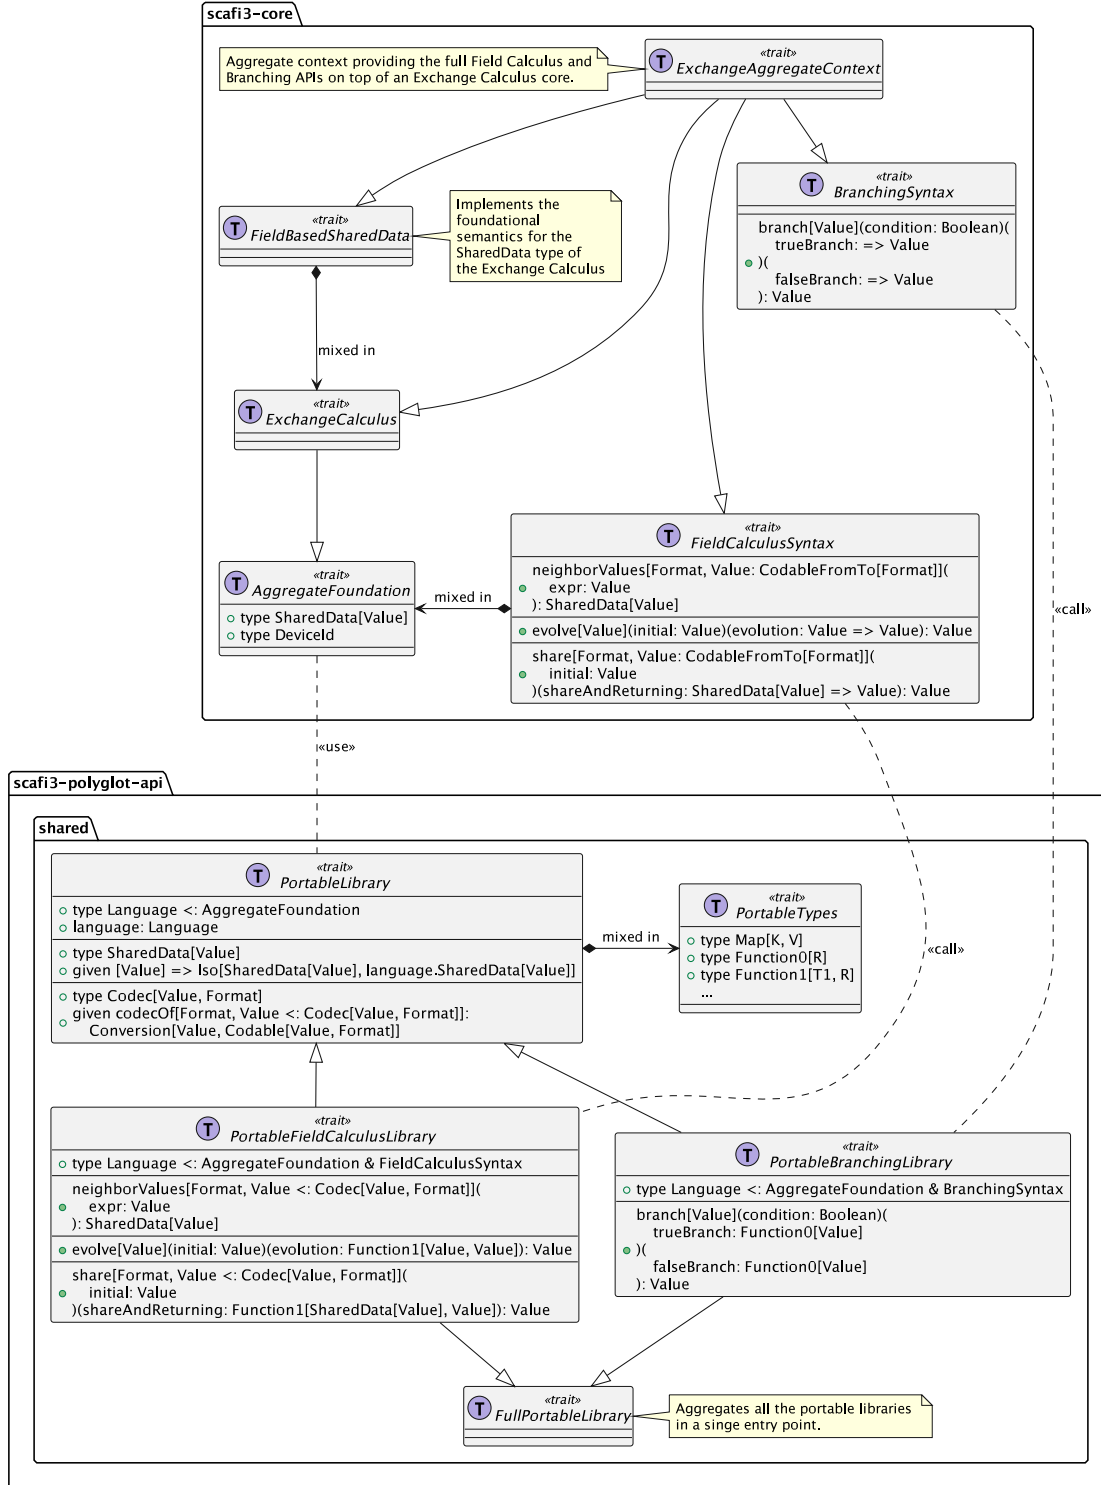 scafi3-core
Aggregate context providing the full Field Calculus and
Branching APIs on top of an Exchange Calculus core.
«trait»
T ExchangeAggregateContext
«trait»
T BranchingSyntax
branch[Value](condition: Boolean)(
trueBranch: => Value
)(
falseBranch: => Value
): Value
«trait»
T FieldBasedSharedData
Implements the
foundational
semantics for the
SharedData type of
the Exchange Calculus
mixed in
«trait»
T ExchangeCalculus
«trait»
T AggregateFoundation
type SharedData[Value]
type DeviceId
mixed in
«trait»
T FieldCalculusSyntax
neighborValues[Format, Value: CodableFromTo[Format]](
expr: Value
): SharedData[Value]
evolve[Value](initial: Value)(evolution: Value => Value): Value
share[Format, Value: CodableFromTo[Format]](
initial: Value
)(shareAndReturning: SharedData[Value] => Value): Value
«call»
«use»
scafi3-polyglot-api
shared
«trait»
T PortableLibrary
type Language <: AggregateFoundation
language: Language
type SharedData[Value]
given [Value] => Iso[SharedData[Value], language.SharedData[Value]]
type Codec[Value, Format]
given codecOf[Format, Value <: Codec[Value, Format]]:
Conversion[Value, Codable[Value, Format]]
mixed in
«trait»
T PortableTypes
type Map[K, V]
type Function0[R]
type Function1[T1, R]
...
«call»
«trait»
T PortableFieldCalculusLibrary
type Language <: AggregateFoundation & FieldCalculusSyntax
neighborValues[Format, Value <: Codec[Value, Format]](
expr: Value
): SharedData[Value]
evolve[Value](initial: Value)(evolution: Function1[Value, Value]): Value
share[Format, Value <: Codec[Value, Format]](
initial: Value
)(shareAndReturning: Function1[SharedData[Value], Value]): Value
«trait»
T PortableBranchingLibrary
type Language <: AggregateFoundation & BranchingSyntax
branch[Value](condition: Boolean)(
trueBranch: Function0[Value]
)(
falseBranch: Function0[Value]
): Value
«trait»
T FullPortableLibrary
Aggregates all the portable libraries
in a singe entry point.